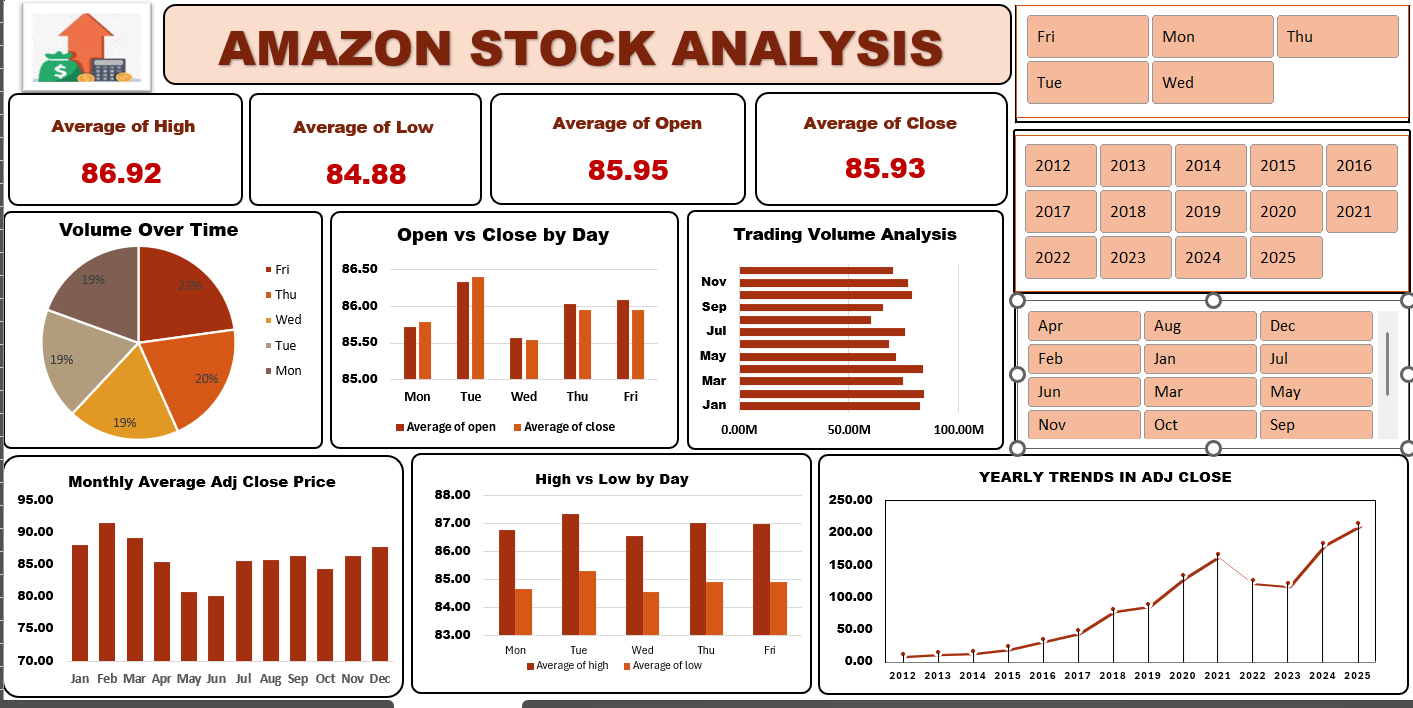 AMAZON STOCK ANALYSIS
Fri Mon Thu
Tue Wed
Average of High
86.92
Average of Low
84.88
Average of Open
85.95
Average of Close
85.93
2012 2013 2014 2015 2016
2017 2018 2019 2020 2021
2022 2023 2024 2025
Volume Over Time
19% 23%
19% 20%
19%
Fri
Thu
Wed
Tue
Mon
Open vs Close by Day
86.50
86.00
85.50
85.00
Mon Tue Wed Thu Fri
Average of open Average of close
Trading Volume Analysis
Nov
Sep
Jul
May
Mar
Jan
0.00M 50.00M 100.00M
Apr Aug Dec
Feb Jan Jul
Jun Mar May
Nov Oct Sep
Monthly Average Adj Close Price
95.00
90.00
85.00
80.00
75.00
70.00
Jan Feb Mar Apr May Jun Jul Aug Sep Oct Nov Dec
High vs Low by Day
88.00
87.00
86.00
85.00
84.00
83.00
Mon Tue Wed Thu Fri
Average of high Average of low
YEARLY TRENDS IN ADJ CLOSE
250.00
200.00
150.00
100.00
50.00
0.00
2012 2013 2014 2015 2016 2017 2018 2019 2020 2021 2022 2023 2024 2025